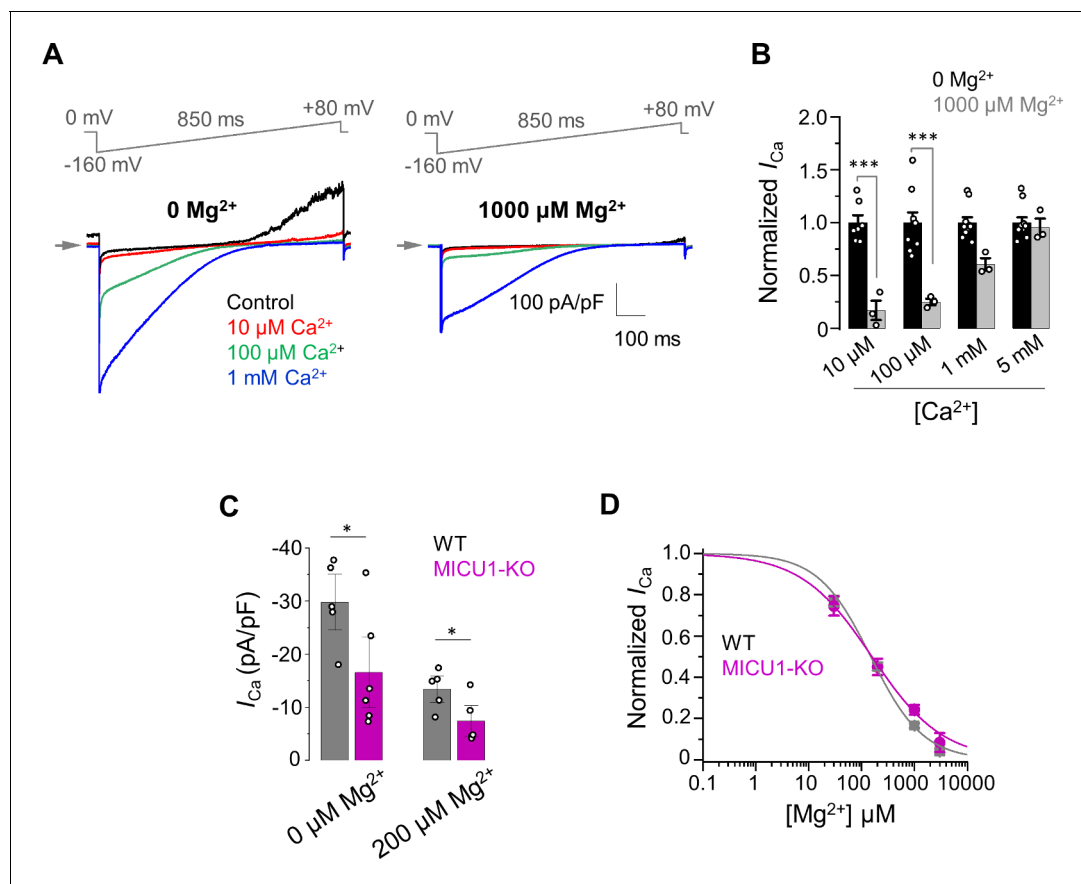 A
0 mV
850 ms
+80 mV
-160 mV
0 Mg²⁺
Control
10 µM Ca²⁺
100 µM Ca²⁺
1 mM Ca²⁺
0 mV
850 ms
+80 mV
-160 mV
1000 µM Mg²⁺
100 pA/pF
100 ms
B
0 Mg²⁺
1000 µM Mg²⁺
Normalized I_Ca
2.0
1.5
1.0
0.5
0
***
***
10 µM
100 µM
1 mM
5 mM
[Ca²⁺]
C
WT
MICU1-KO
I_Ca (pA/pF)
-40
-30
-20
-10
0
*
*
0 µM Mg²⁺
200 µM Mg²⁺
D
Normalized I_Ca
1.0
0.8
0.6
0.4
0.2
0
WT
MICU1-KO
0.1
1
10
100
1000
10000
[Mg²⁺] µM